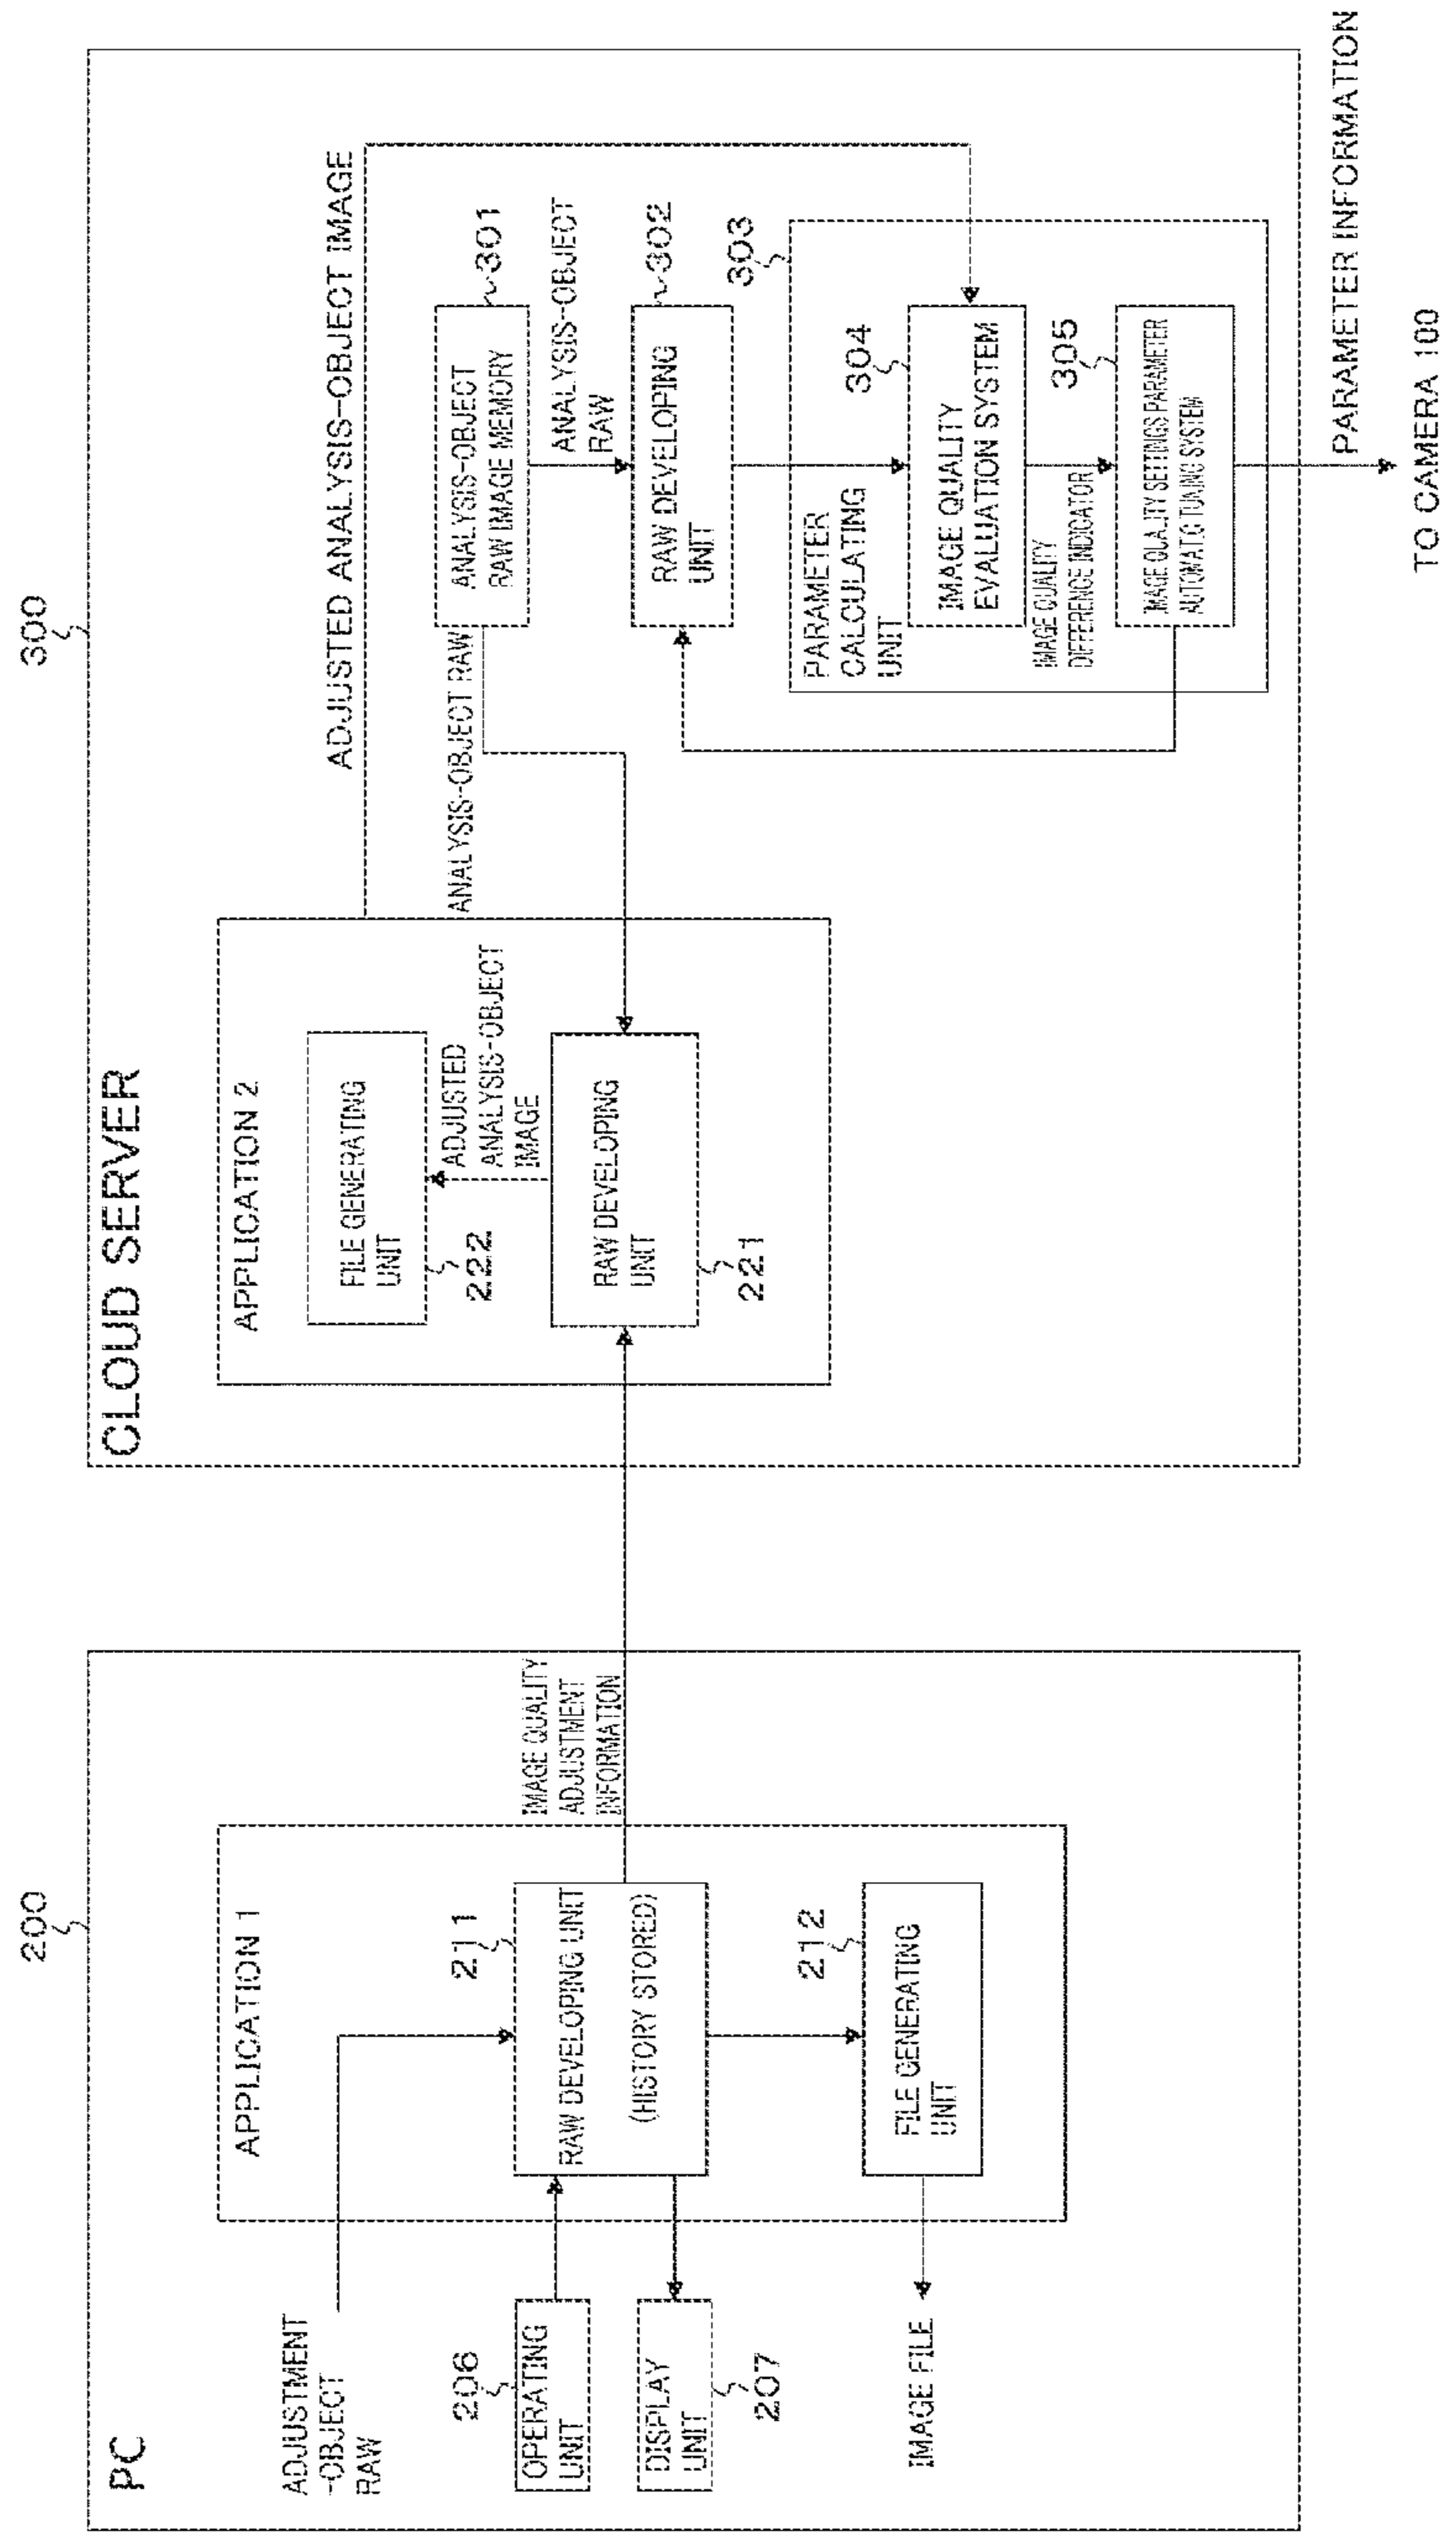 200
PC
APPLICATION 1
ADJUSTMENT
-OBJECT
RAW
206
OPERATING
UNIT
DISPLAY
UNIT
207
211
RAW DEVELOPING UNIT
(HISTORY STORED)
212
FILE GENERATING
UNIT
IMAGE FILE
IMAGE QUALITY
ADJUSTMENT
INFORMATION
300
CLOUD SERVER
APPLICATION 2
FILE GENERATING
UNIT
222
ADJUSTED
ANALYSIS-OBJECT
IMAGE
RAW DEVELOPING
UNIT
221
ADJUSTED ANALYSIS-OBJECT IMAGE
ANALYSIS-OBJECT RAW
ANALYSIS-OBJECT
RAW IMAGE MEMORY
301
ANALYSIS-OBJECT
RAW
RAW DEVELOPING
UNIT
302
303
PARAMETER
CALCULATING
UNIT
304
IMAGE QUALITY
EVALUATION SYSTEM
IMAGE QUALITY
DIFFERENCE INDICATOR
305
IMAGE QUALITY SETTINGS PARAMETER
AUTOMATIC TUNING SYSTEM
PARAMETER INFORMATION
TO CAMERA 100